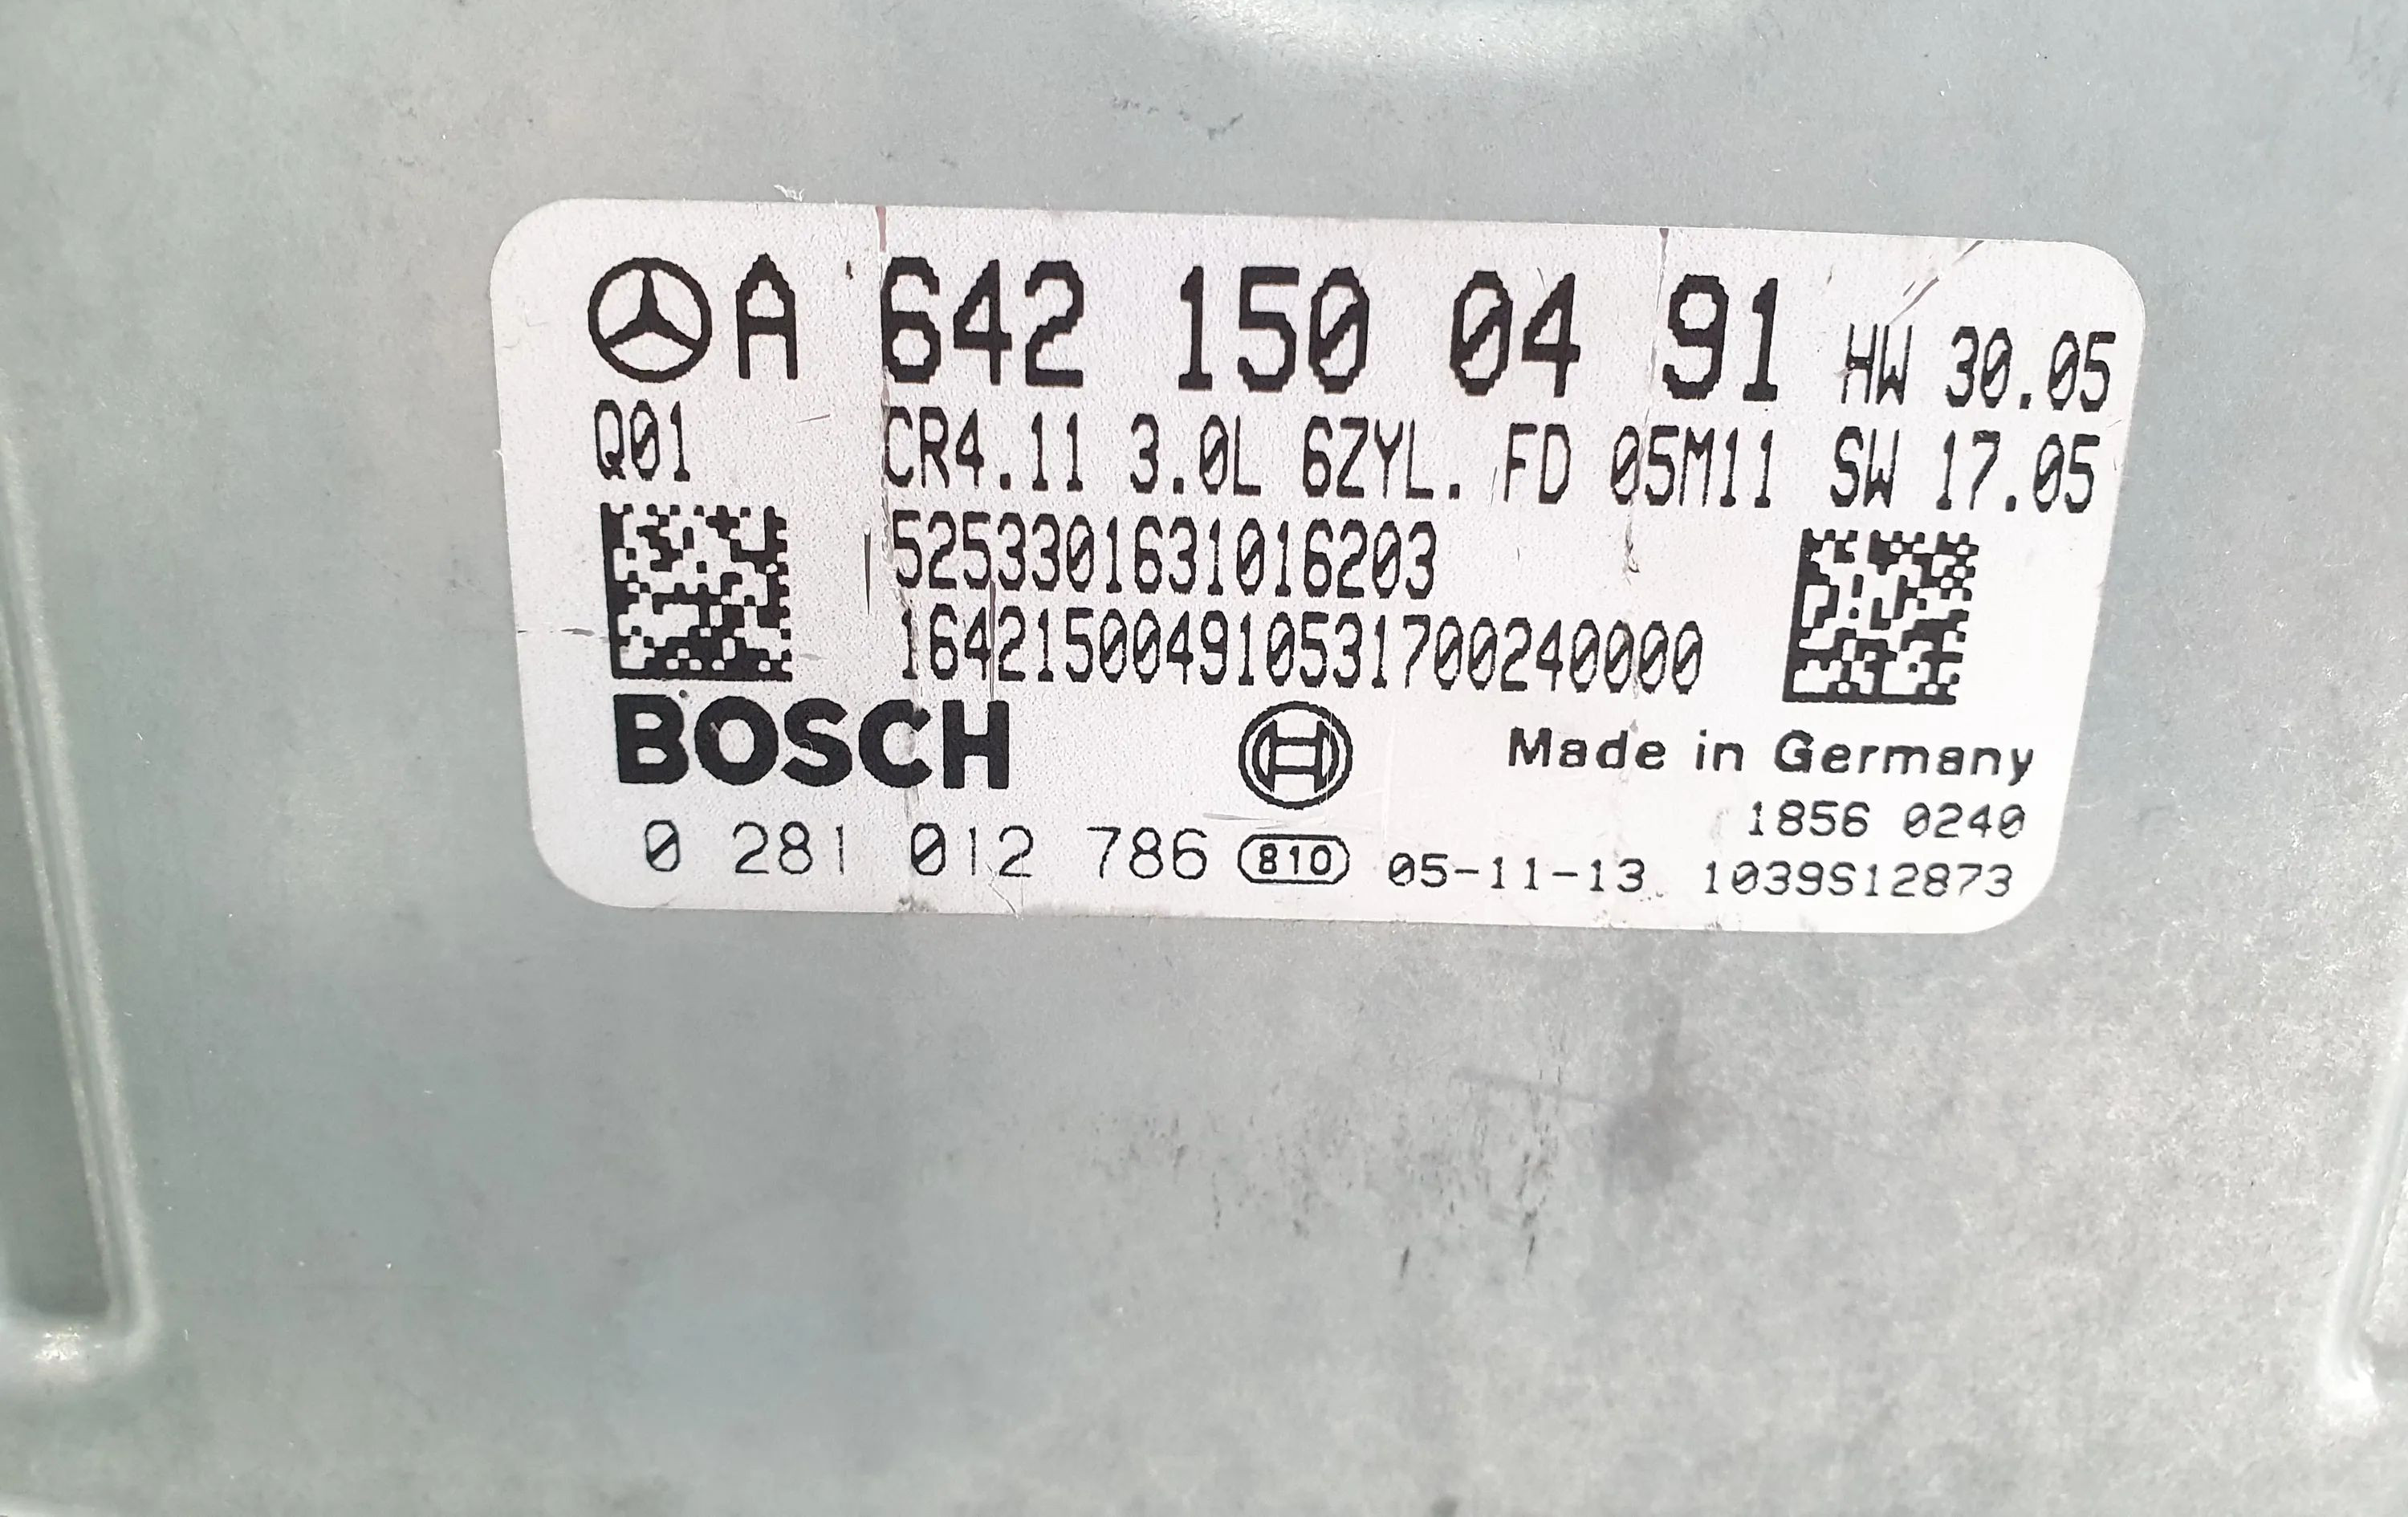 A 642 150 04 91 HW 30.05
Q01 CR4.11 3.0L 6ZYL. FD 05M11 SW 17.05
5253301631016203
164215004910531700240000
BOSCH Made in Germany
1856 0240
0 281 012 786 810 05-11-13 1039S12873